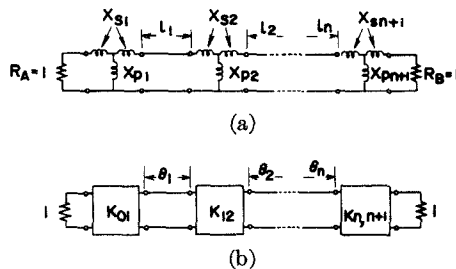 XS1 l1 XS2 l2 ln XSn+1
RA=1 Xp1 Xp2 Xpn+1 RB=1
(a)
θ1 θ2 θn
1 K01 K12 Kn,n+1 1
(b)